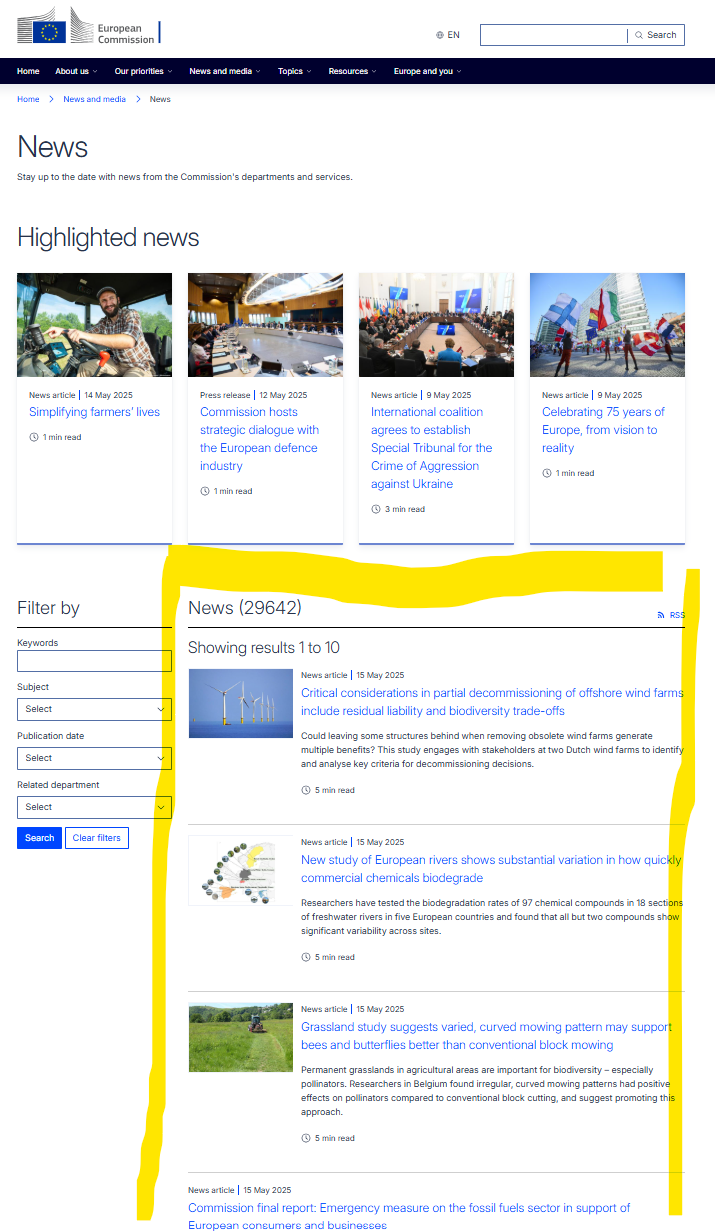 European
Commission
EN
Search
Home
About us
Our priorities
News and media
Topics
Resources
Europe and you
Home
News and media
News
News
Stay up to the date with news from the Commission's departments and services.
Highlighted news
News article | 14 May 2025
Simplifying farmers' lives
1 min read
Press release | 12 May 2025
Commission hosts
strategic dialogue with
the European defence
industry
1 min read
News article | 9 May 2025
International coalition
agrees to establish
Special Tribunal for the
Crime of Aggression
against Ukraine
3 min read
News article | 9 May 2025
Celebrating 75 years of
Europe, from vision to
reality
1 min read
Filter by
Keywords
Subject
Select
Publication date
Select
Related department
Select
Search
Clear filters
News (29642)
RSS
Showing results 1 to 10
News article | 15 May 2025
Critical considerations in partial decommissioning of offshore wind farms
include residual liability and biodiversity trade-offs
Could leaving some structures behind when removing obsolete wind farms generate
multiple benefits? This study engages with stakeholders at two Dutch wind farms to identify
and analyse key criteria for decommissioning decisions.
5 min read
News article | 15 May 2025
New study of European rivers shows substantial variation in how quickly
commercial chemicals biodegrade
Researchers have tested the biodegradation rates of 97 chemical compounds in 18 sections
of freshwater rivers in five European countries and found that all but two compounds show
significant variability across sites.
5 min read
News article | 15 May 2025
Grassland study suggests varied, curved mowing pattern may support
bees and butterflies better than conventional block mowing
Permanent grasslands in agricultural areas are important for biodiversity – especially
pollinators. Researchers in Belgium found irregular, curved mowing patterns had positive
effects on pollinators compared to conventional block cutting, and suggest promoting this
approach.
5 min read
News article | 15 May 2025
Commission final report: Emergency measure on the fossil fuels sector in support of
European consumers and businesses